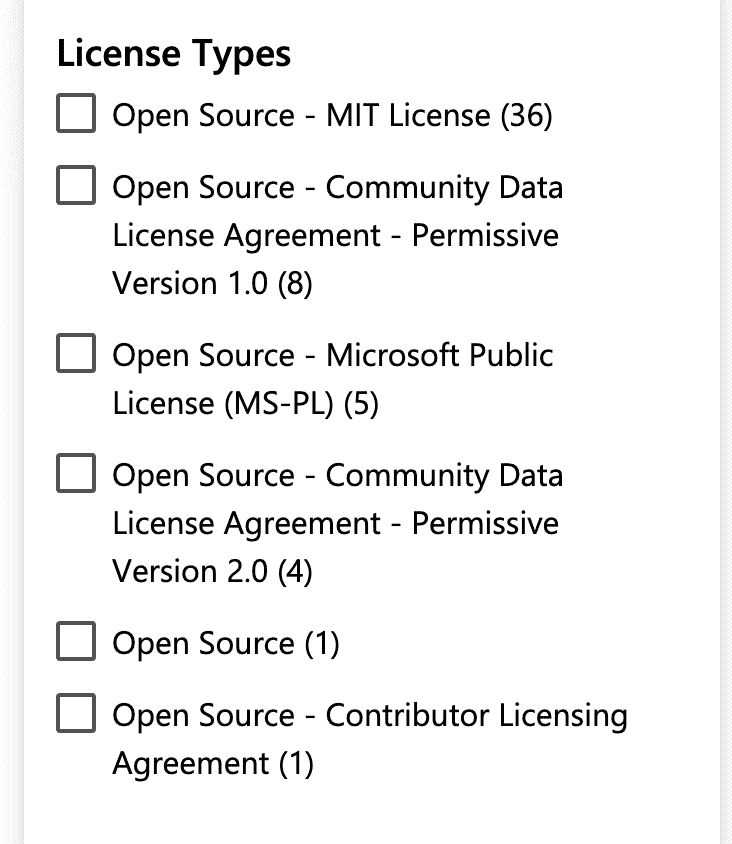 License Types
Open Source - MIT License (36)
Open Source - Community Data
License Agreement - Permissive
Version 1.0 (8)
Open Source - Microsoft Public
License (MS-PL) (5)
Open Source - Community Data
License Agreement - Permissive
Version 2.0 (4)
Open Source (1)
Open Source - Contributor Licensing
Agreement (1)